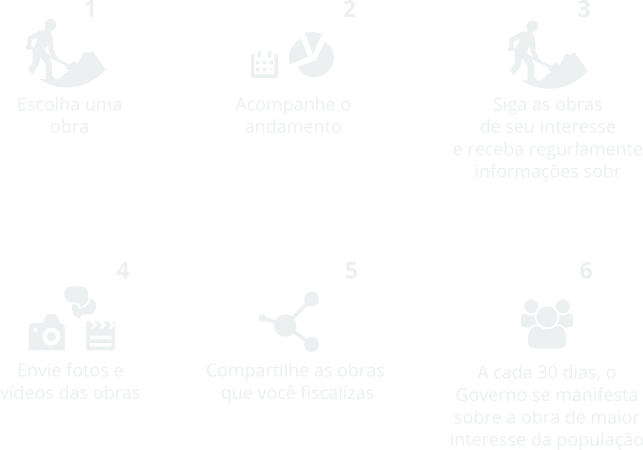 1
Escolha uma
obra
2
Acompanhe o
andamento
3
Siga as obras
de seu interesse
e receba regurlamente
informações sobr
4
Envie fotos e
vídeos das obras
5
Compartilhe as obras
que você fiscalizas
6
A cada 30 dias, o
Governo se manifesta
sobre a obra de maior
interesse da população